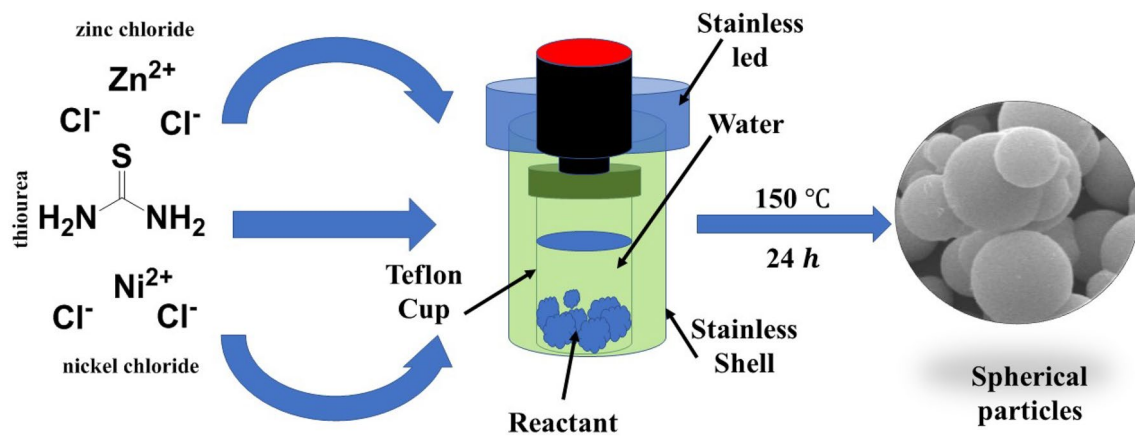 zinc chloride
Zn2+
Cl-
Cl-
S
H2N
NH2
thiourea
Ni2+
Cl-
Cl-
nickel chloride
Stainless
led
Water
Teflon
Cup
Stainless
Shell
Reactant
150 ℃
24 h
Spherical
particles